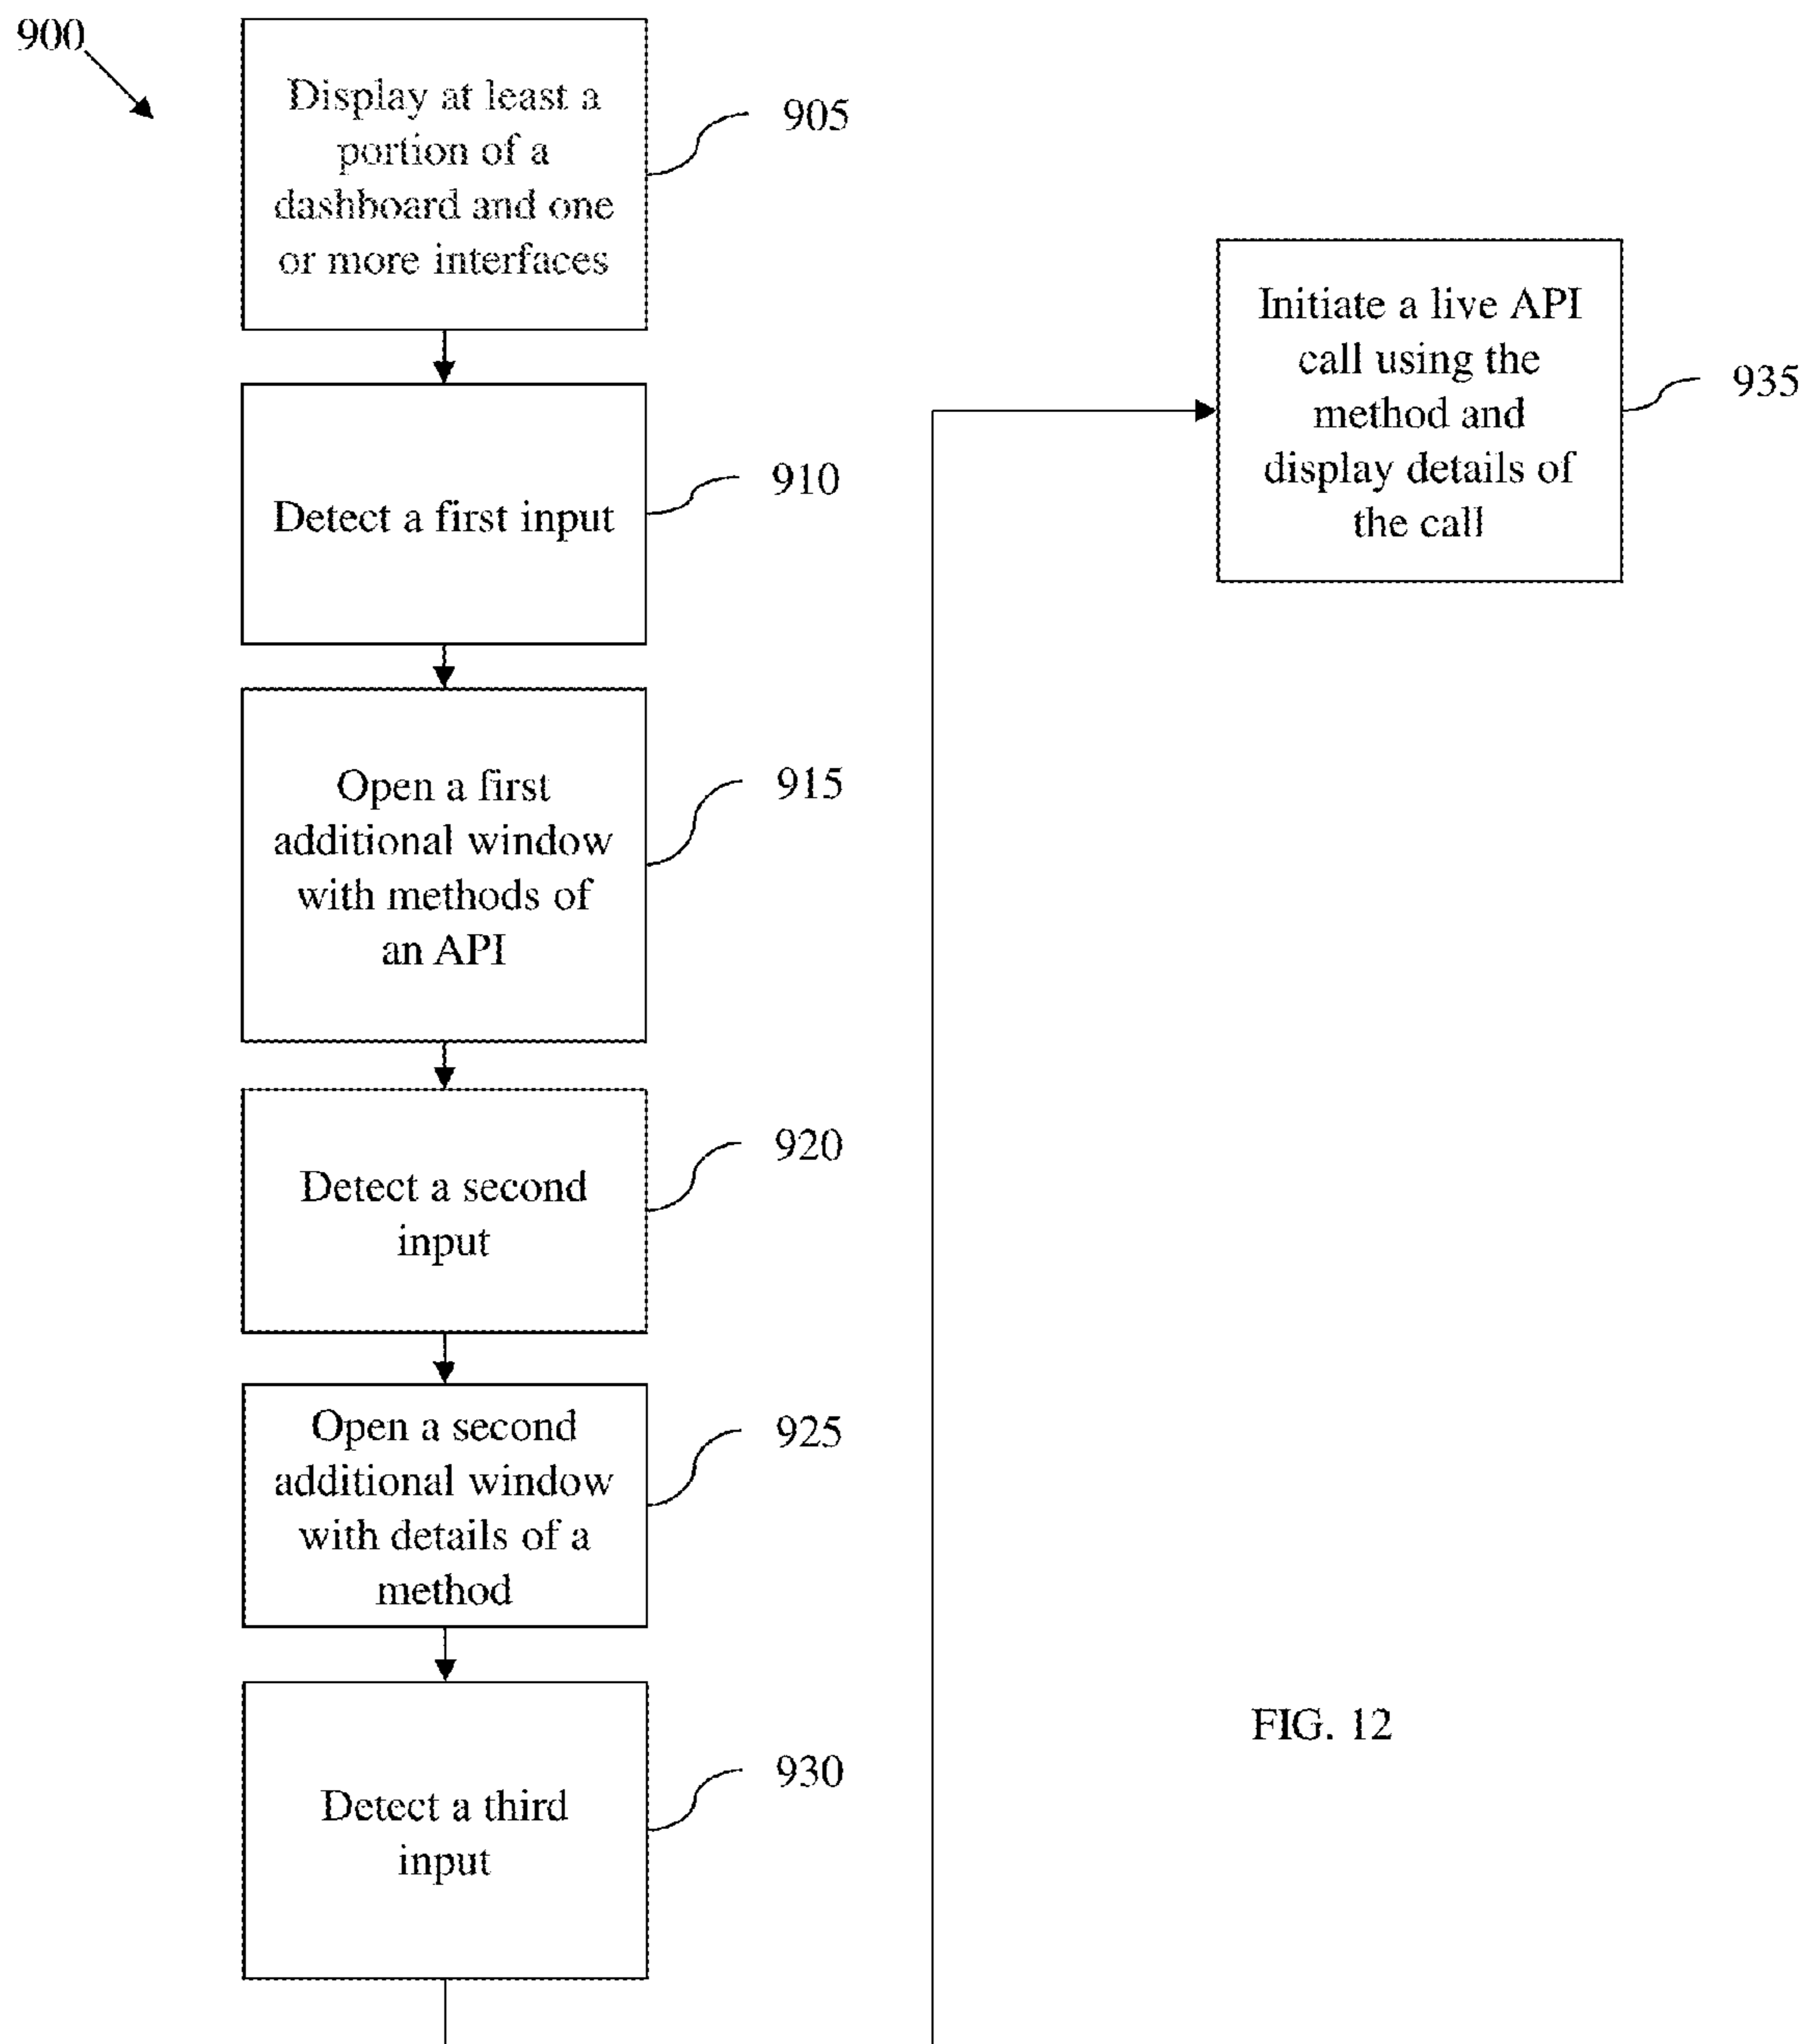 900
Display at least a
portion of a
dashboard and one
or more interfaces
905
Detect a first input
910
Open a first
additional window
with methods of
an API
915
Detect a second
input
920
Open a second
additional window
with details of a
method
925
Detect a third
input
930
Initiate a live API
call using the
method and
display details of
the call
935
FIG. 12